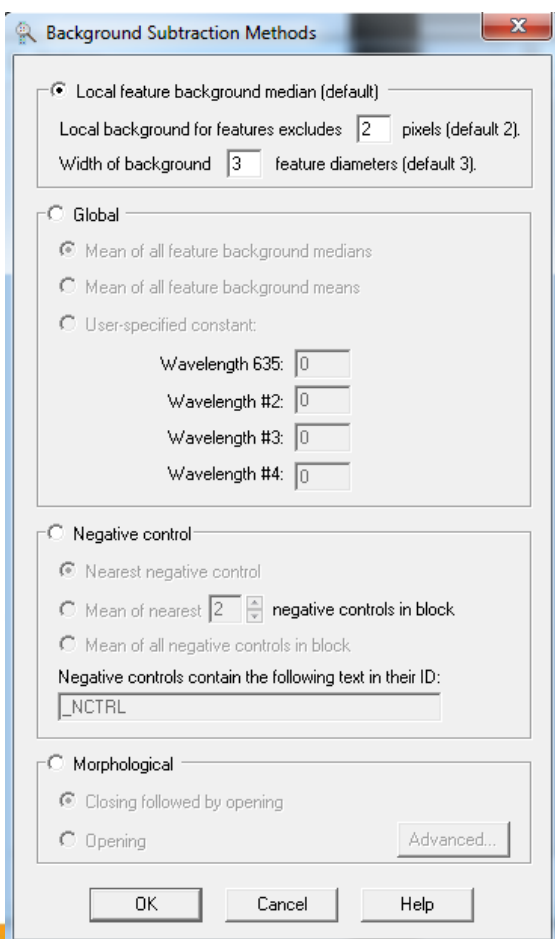 Background Subtraction Methods
Local feature background median (default)
Local background for features excludes 2 pixels (default 2).
Width of background 3 feature diameters (default 3).
Global
Mean of all feature background medians
Mean of all feature background means
User-specified constant:
Wavelength 635: 0
Wavelength #2: 0
Wavelength #3: 0
Wavelength #4: 0
Negative control
Nearest negative control
Mean of nearest 2 negative controls in block
Mean of all negative controls in block
Negative controls contain the following text in their ID:
_NCTRL
Morphological
Closing followed by opening
Opening Advanced...
OK Cancel Help